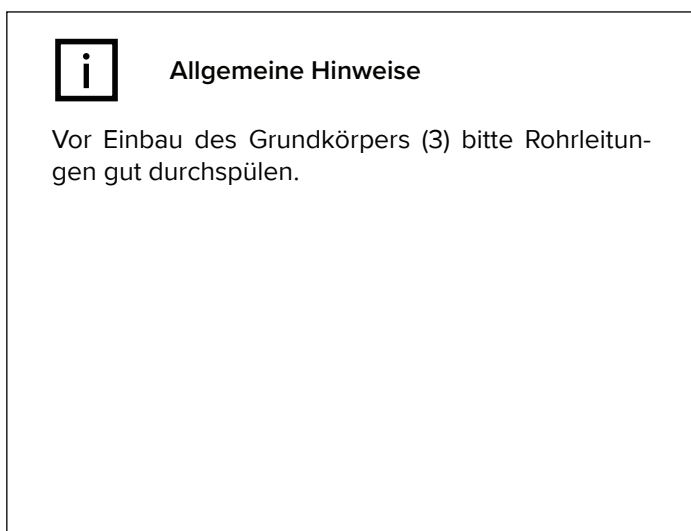 i
Allgemeine Hinweise
Vor Einbau des Grundkörpers (3) bitte Rohrleitun-
gen gut durchspülen.